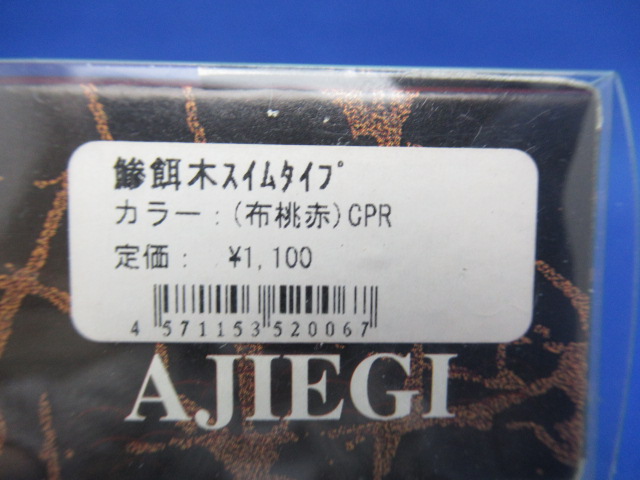 鰺餌木ｽｲﾑﾀｲﾌﾟ
カラー：(布桃赤)CPR
定価： ¥1,100
4 571153 520067
AJIEGI